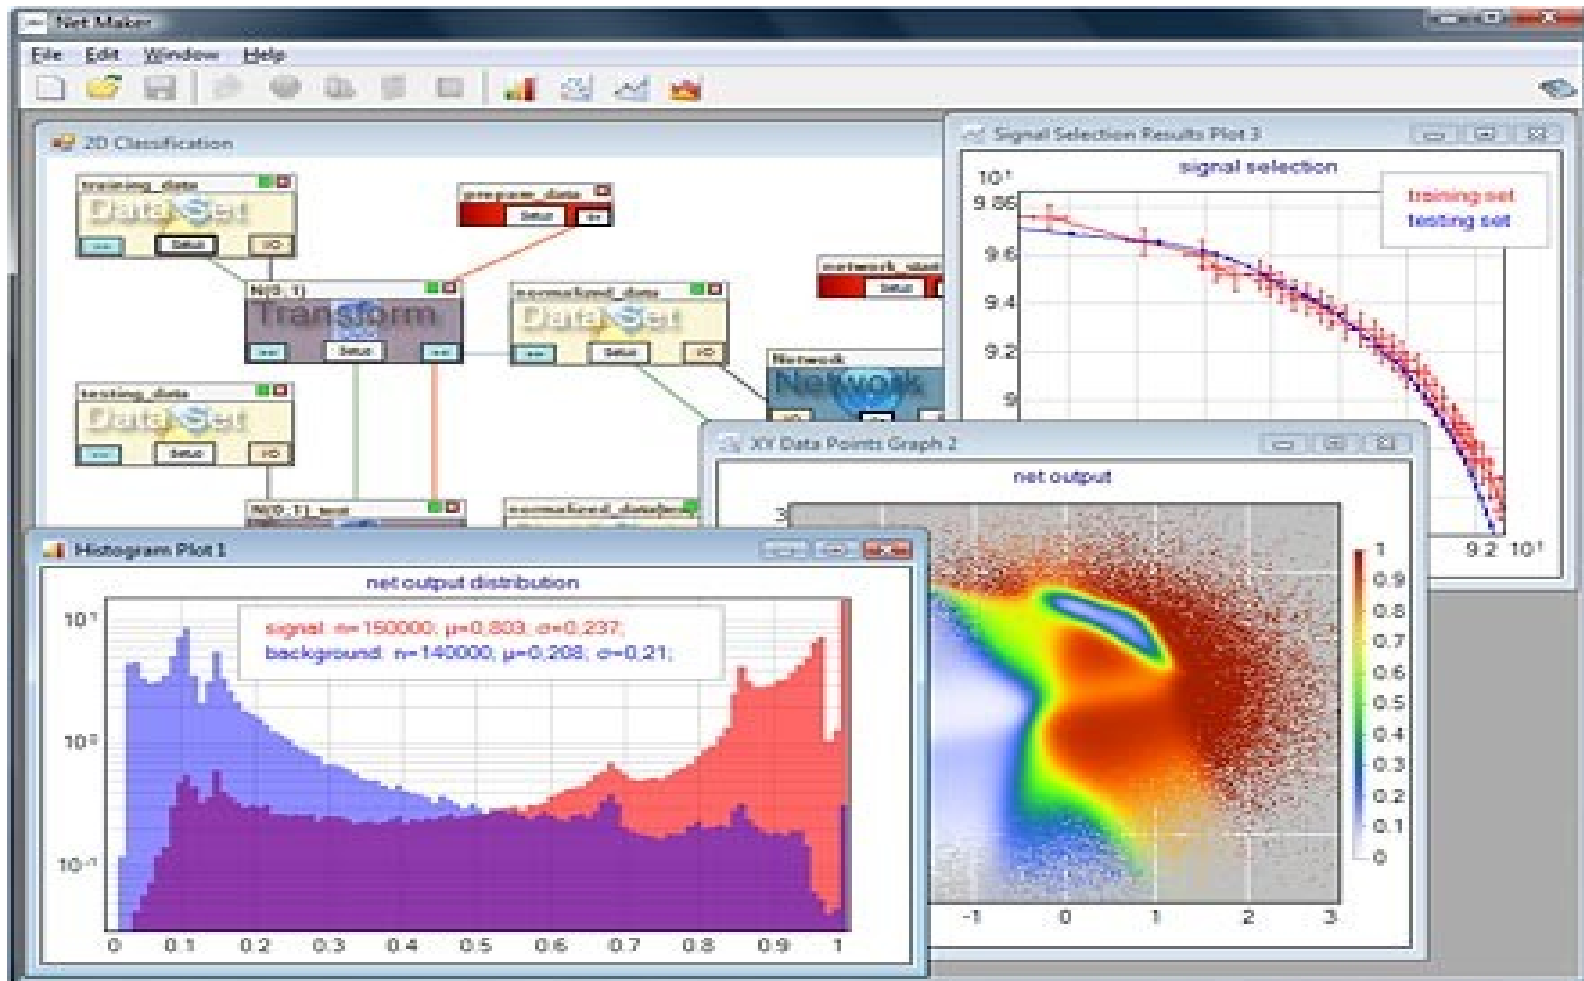 Net Maker
File Edit Window Help
2D Classification
training_data
Data Set
Setup
I/O
prepare_data
Setup
N(0, 1)
Transform
Setup
normalized_data
Data Set
Setup
I/O
Setup
Network
Network
I/O
testing_data
Data Set
Setup
I/O
N(0, 1)_test
Signal Selection Results Plot 3
signal selection
10¹
training set
testing set
9.86
9.6
9.4
9.2
9
9.2 10¹
XY Data Points Graph 2
net output
3
1
0.9
0.8
0.7
0.6
0.5
0.4
0.3
0.2
0.1
0
-1 0 1 2 3
Histogram Plot 1
net output distribution
signal: n=150000; μ=0,803; σ=0,237;
background: n=140000; μ=0,208; σ=0,21;
10¹
10⁰
10⁻¹
0 0.1 0.2 0.3 0.4 0.5 0.6 0.7 0.8 0.9 1